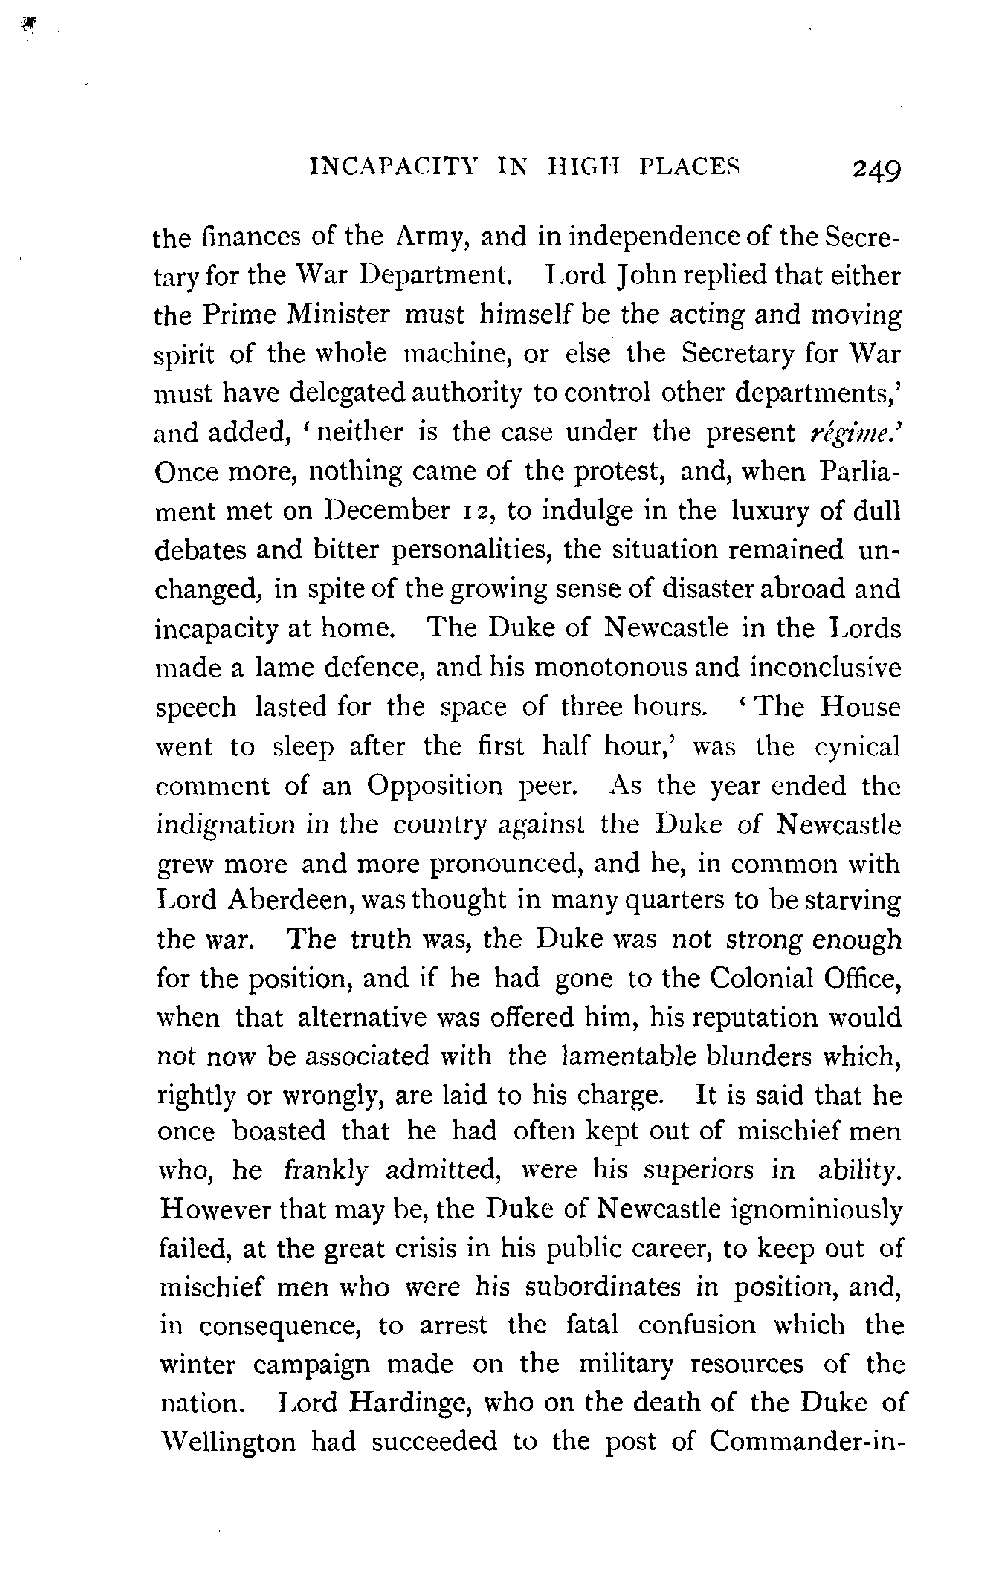 INCAPACITY IN HIGH PLACES 249
the finances of the Army, and in independence of the Secre-
tary for the War Department. Lord John replied that either
the Prime Minister must himself be the acting and moving
spirit of the whole machine, or else the Secretary for War
must have delegated authority to control other departments,’
and added, ‘ neither is the case under the present régime.’
Once more, nothing came of the protest, and, when Parlia-
ment met on December 12, to indulge in the luxury of dull
debates and bitter personalities, the situation remained un-
changed, in spite of the growing sense of disaster abroad and
incapacity at home. The Duke of Newcastle in the Lords
made a lame defence, and his monotonous and inconclusive
speech lasted for the space of three hours. ‘ The House
went to sleep after the first half hour,’ was the cynical
comment of an Opposition peer. As the year ended the
indignation in the country against the Duke of Newcastle
grew more and more pronounced, and he, in common with
Lord Aberdeen, was thought in many quarters to be starving
the war. The truth was, the Duke was not strong enough
for the position, and if he had gone to the Colonial Office,
when that alternative was offered him, his reputation would
not now be associated with the lamentable blunders which,
rightly or wrongly, are laid to his charge. It is said that he
once boasted that he had often kept out of mischief men
who, he frankly admitted, were his superiors in ability.
However that may be, the Duke of Newcastle ignominiously
failed, at the great crisis in his public career, to keep out of
mischief men who were his subordinates in position, and,
in consequence, to arrest the fatal confusion which the
winter campaign made on the military resources of the
nation. Lord Hardinge, who on the death of the Duke of
Wellington had succeeded to the post of Commander-in-